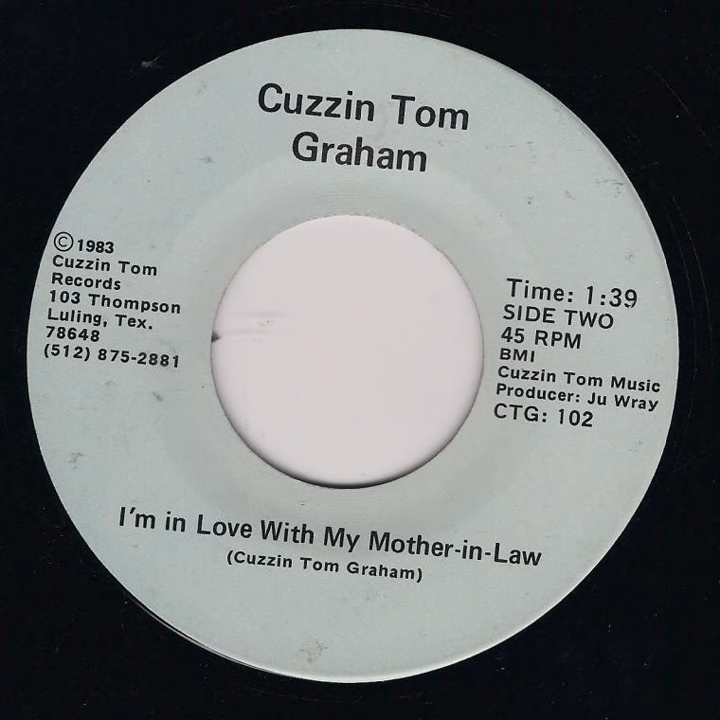 Cuzzin Tom
Graham
©1983
Cuzzin Tom
Records
103 Thompson
Luling, Tex.
78648
(512) 875-2881
Time: 1:39
SIDE TWO
45 RPM
BMI
Cuzzin Tom Music
Producer: Ju Wray
CTG: 102
I'm in Love With My Mother-in-Law
(Cuzzin Tom Graham)